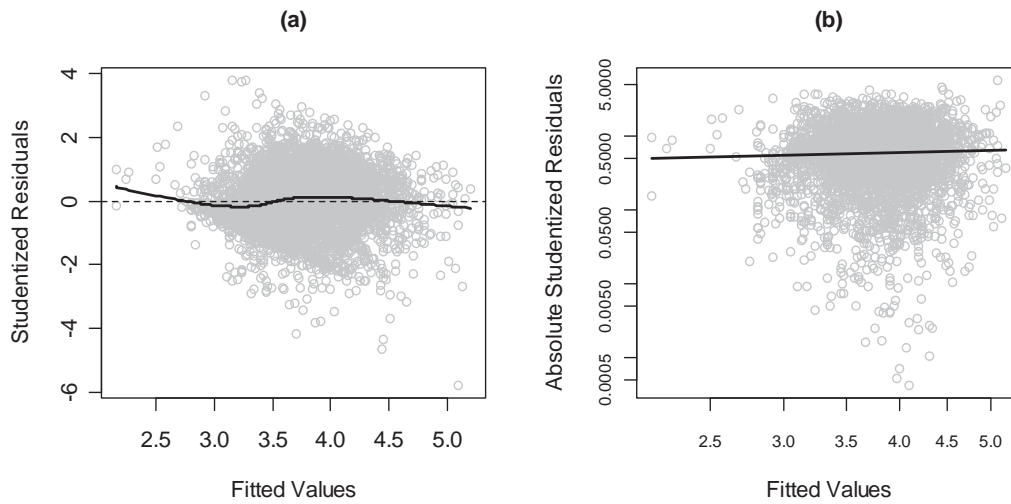 (a)
Studentized Residuals
4
2
0
-2
-4
-6
2.5 3.0 3.5 4.0 4.5 5.0
Fitted Values
(b)
Absolute Studentized Residuals
5.0000
0.5000
0.0500
0.0050
0.0005
2.5 3.0 3.5 4.0 4.5 5.0
Fitted Values